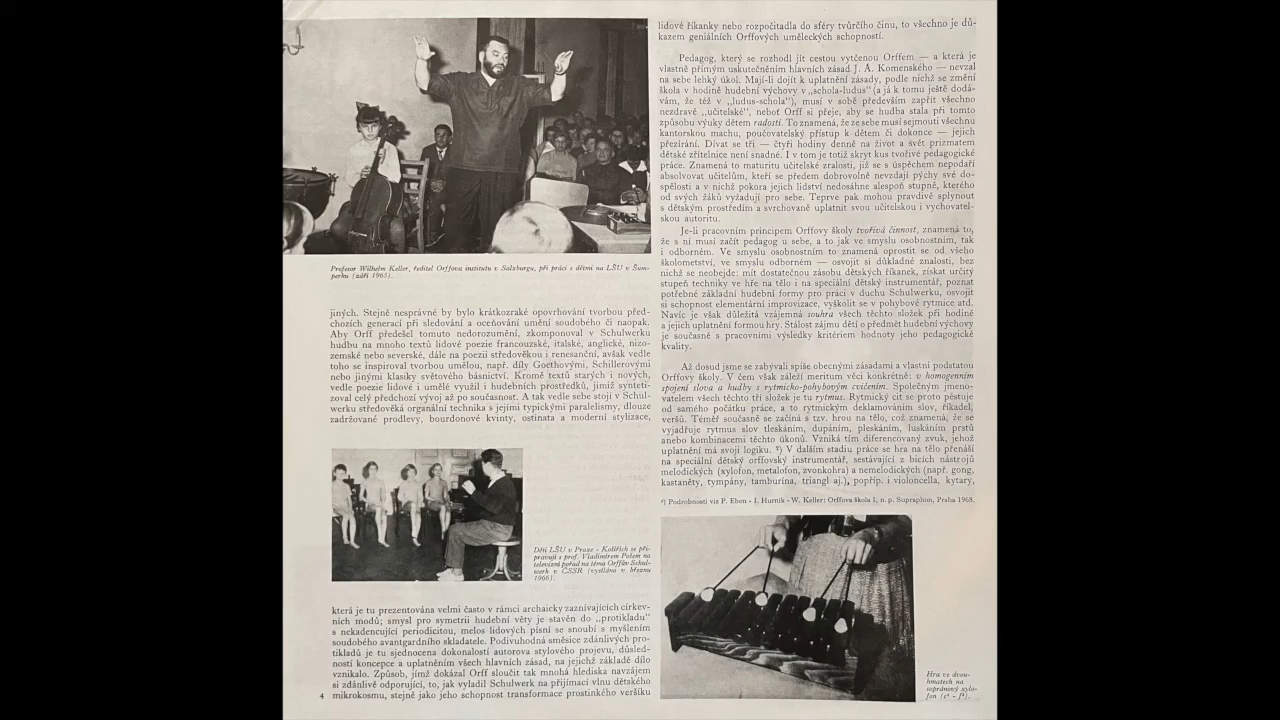 Profesor Wilhelm Keller, ředitel Orffova institutu v Salzburgu, při práci s dětmi na LŠU v Šum-
perku (září 1965).
jiných. Stejně nesprávné by bylo krátkozraké opovrhování tvorbou před-
chozích generací při sledování a oceňování umění soudobého či naopak.
Aby Orff předešel tomuto nedorozumění, zkomponoval v Schulwerku
hudbu na mnoho textů lidové poezie francouzské, italské, anglické, nizo-
zemské nebo severské, dále na poezii středověkou i renesanční, avšak vedle
toho se inspiroval tvorbou umělou, např. díly Goethovými, Schillerovými
nebo jinými klasiky světového básnictví. Kromě textů starých i nových,
vedle poezie lidové i umělé využil i hudebních prostředků, jimiž synteti-
zoval celý předchozí vývoj až po současnost. A tak vedle sebe stojí v Schul-
werku středověká organální technika s jejími typickými paralelismy, dlouze
zadržované prodlevy, bourdonové kvinty, ostinata a moderní stylizace,
Děti LŠU v Praze - Kolířích se při-
pravují s prof. Vladimírem Polem na
televizní pořad na téma Orffův Schul-
werk v ČSSR (vysíláno v březnu
1966).
která je tu prezentována velmi často v rámci archaicky zaznívajících církev-
ních modů; smysl pro symetrii hudební věty je stavěn do „protikladu"
s nekadencující periodicitou, melos lidových písní se snoubí s myšlením
soudobého avantgardního skladatele. Podivuhodná směsice zdánlivých pro-
tikladů je tu sjednocena dokonalostí autorova stylového projevu, důsled-
ností koncepce a uplatněním všech hlavních zásad, na jejichž základě dílo
vznikalo. Způsob, jímž dokázal Orff sloučit tak mnohá hlediska navzájem
si zdánlivě odporující, to, jak vyladil Schulwerk na přijímací vlnu dětského
4 mikrokosmu, stejně jako jeho schopnost transformace prostinkého veršíku
lidové říkanky nebo rozpočitadla do sféry tvůrčího činu, to všechno je dů-
kazem geniálních Orffových uměleckých schopností.
Pedagog, který se rozhodl jít cestou vytčenou Orffem — a která je
vlastně přímým uskutečněním hlavních zásad J. A. Komenského — nevzal
na sebe lehký úkol. Mají-li dojít k uplatnění zásady, podle nichž se změní
škola v hodině hudební výchovy v „schola-ludus" (a já k tomu ještě dodá-
vám, že též v „ludus-schola"), musí v sobě především zapřít všechno
nezdravé „učitelské", neboť Orff si přeje, aby se hudba stala při tomto
způsobu výuky dětem radostí. To znamená, že ze sebe musí sejmouti všechnu
kantorskou machu, poučovatelský přístup k dětem či dokonce — jejich
přezírání. Dívat se tři — čtyři hodiny denně na život a svět prizmatem
dětské zřítelnice není snadné. I v tom je totiž skryt kus tvořivé pedagogické
práce. Znamená to maturitu učitelské zralosti, již se s úspěchem nepodaří
absolvovat učitelům, kteří se předem dobrovolně nevzdají pýchy své do-
spělosti a v nichž pokora jejich lidství nedosáhne alespoň stupně, kterého
od svých žáků vyžadují pro sebe. Teprve pak mohou pravdivě splynout
s dětským prostředím a svrchovaně uplatnit svou učitelskou i vychovatel-
skou autoritu.
Je-li pracovním principem Orffovy školy tvořivá činnost, znamená to,
že s ní musí začít pedagog u sebe, a to jak ve smyslu osobnostním, tak
i odborném. Ve smyslu osobnostním to znamená oprostit se od všeho
školometství, ve smyslu odborném — osvojit si důkladné znalosti, bez
nichž se neobejde: mít dostatečnou zásobu dětských říkanek, získat určitý
stupeň techniky ve hře na tělo i na speciální dětský instrumentář, poznat
potřebné základní hudební formy pro práci v duchu Schulwerku, osvojit
si schopnost elementární improvizace, vyškolit se v pohybové rytmice atd.
Navíc je však důležitá vzájemná souhra všech těchto složek při hodině
a jejich uplatnění formou hry. Stálost zájmu dětí o předmět hudební výchovy
je současně s pracovními výsledky kritériem hodnoty jeho pedagogické
kvality.
Až dosud jsme se zabývali spíše obecnými zásadami a vlastní podstatou
Orffovy školy. V čem však záleží meritum věci konkrétně: v homogenním
spojení slova a hudby s rytmicko-pohybovým cvičením. Společným jmeno-
vatelem všech těchto tří složek je tu rytmus. Rytmický cit se proto pěstuje
od samého počátku práce, a to rytmickým deklamováním slov, říkadel,
veršů. Téměř současně se začíná s tzv. hrou na tělo, což znamená, že se
vyjadřuje rytmus slov tleskáním, dupáním, pleskáním, luskáním prstů
anebo kombinacemi těchto úkonů. Vzniká tím diferencovaný zvuk, jehož
uplatnění má svoji logiku. ²) V dalším stadiu práce se hra na tělo přenáší
na speciální dětský orffovský instrumentář, sestávající z bicích nástrojů
melodických (xylofon, metalofon, zvonkohra) a nemelodických (např. gong,
kastaněty, tympány, tamburína, triangl aj.), popříp. i violoncella, kytary,
²) Podrobnosti viz P. Eben - I. Hurník - W. Keller: Orffova škola I, n. p. Supraphon, Praha 1968.
Hra ve dvou-
hmatech na
sopránový xylo-
fon